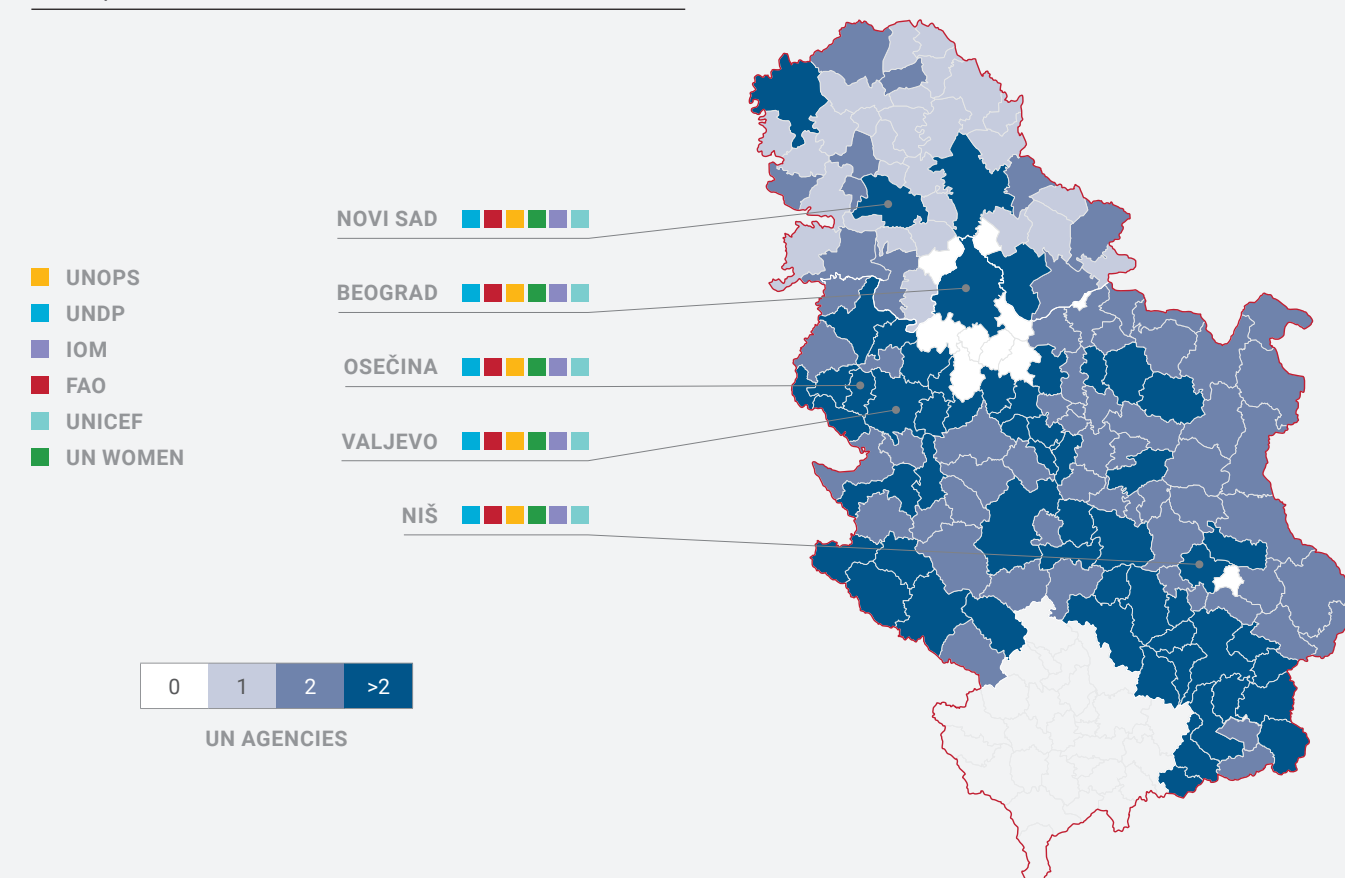 NOVI SAD
BEOGRAD
OSEČINA
VALJEVO
NIŠ
UNOPS
UNDP
IOM
FAO
UNICEF
UN WOMEN
0 1 2 >2
UN AGENCIES